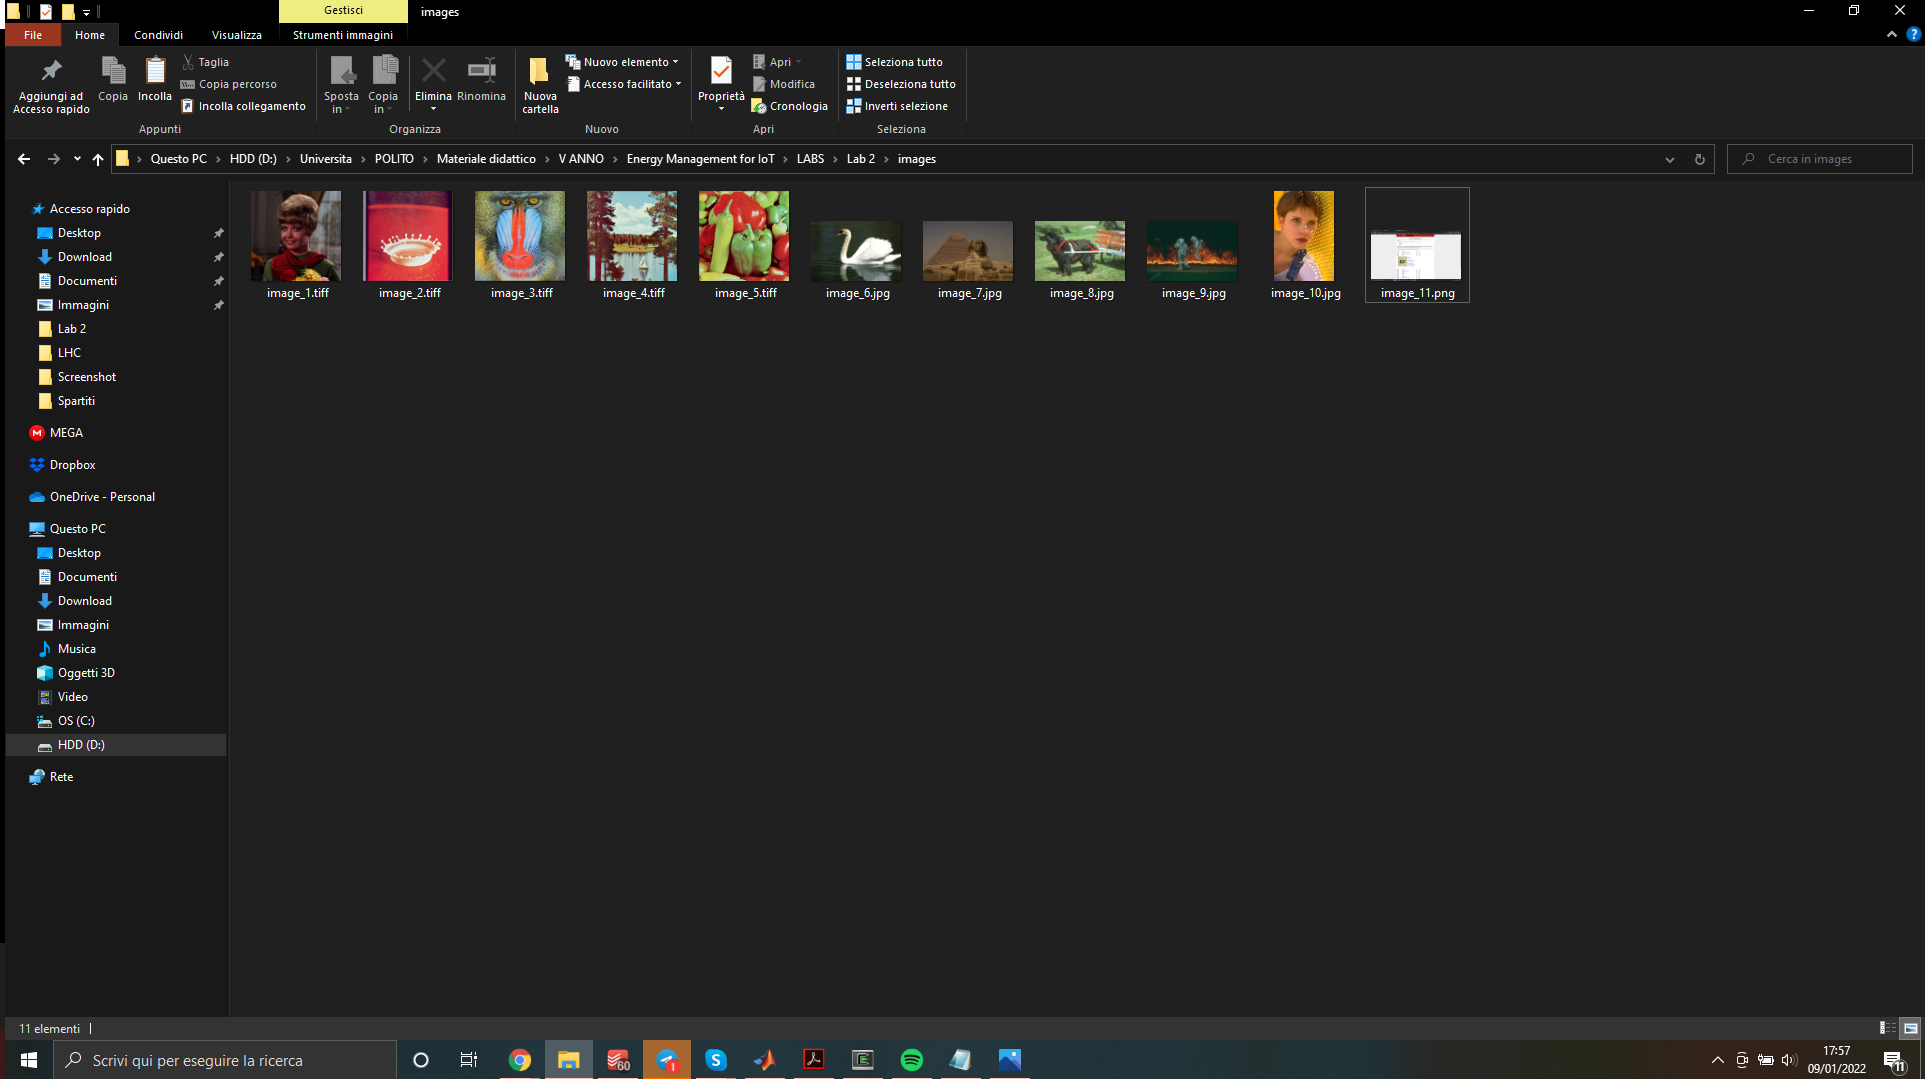 Gestisci
images
File
Home
Condividi
Visualizza
Strumenti immagini
Aggiungi ad
Accesso rapido
Copia
Incolla
Taglia
Copia percorso
Incolla collegamento
Appunti
Sposta
in
Copia
in
Elimina
Rinomina
Organizza
Nuova
cartella
Nuovo elemento
Accesso facilitato
Nuovo
Proprietà
Apri
Modifica
Cronologia
Apri
Seleziona tutto
Deseleziona tutto
Inverti selezione
Seleziona
Questo PC
HDD (D:)
Universita
POLITO
Materiale didattico
V ANNO
Energy Management for IoT
LABS
Lab 2
images
Cerca in images
Accesso rapido
Desktop
Download
Documenti
Immagini
Lab 2
LHC
Screenshot
Spartiti
MEGA
Dropbox
OneDrive - Personal
Questo PC
Desktop
Documenti
Download
Immagini
Musica
Oggetti 3D
Video
OS (C:)
HDD (D:)
Rete
image_1.tiff
image_2.tiff
image_3.tiff
image_4.tiff
image_5.tiff
image_6.jpg
image_7.jpg
image_8.jpg
image_9.jpg
image_10.jpg
image_11.png
11 elementi
Scrivi qui per eseguire la ricerca
60
1
17:57
09/01/2022
11